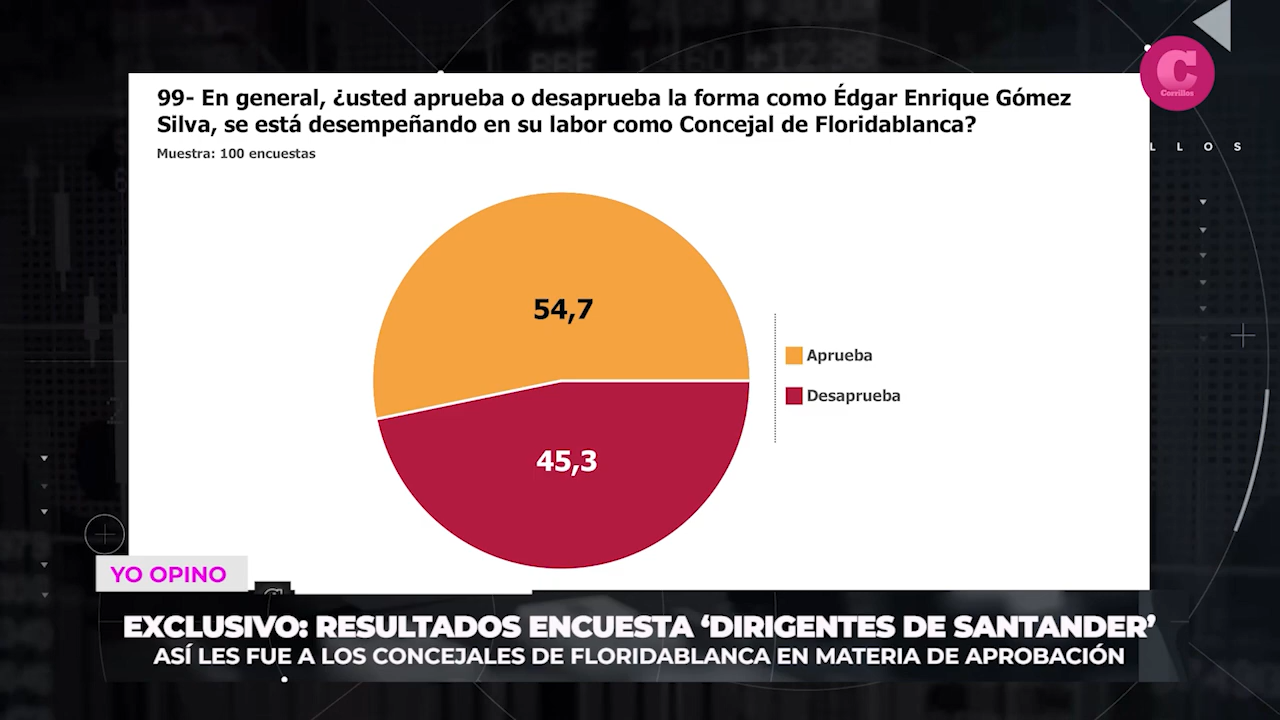 99- En general, ¿usted aprueba o desaprueba la forma como Édgar Enrique Gómez
Silva, se está desempeñando en su labor como Concejal de Floridablanca?
Muestra: 100 encuestas
C
Corrillos
LLOS
54,7
Aprueba
Desaprueba
45,3
YO OPINO
EXCLUSIVO: RESULTADOS ENCUESTA ‘DIRIGENTES DE SANTANDER’
ASÍ LES FUE A LOS CONCEJALES DE FLORIDABLANCA EN MATERIA DE APROBACIÓN